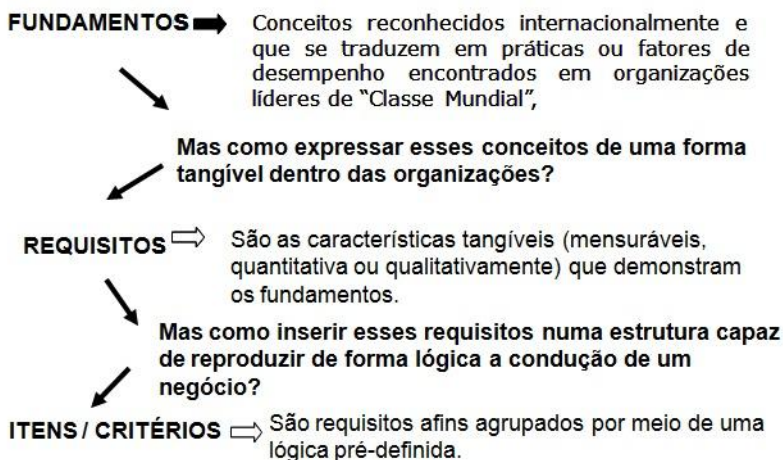 FUNDAMENTOS
Conceitos reconhecidos internacionalmente e
que se traduzem em práticas ou fatores de
desempenho encontrados em organizações
líderes de “Classe Mundial”,
Mas como expressar esses conceitos de uma forma
tangível dentro das organizações?
REQUISITOS
São as características tangíveis (mensuráveis,
quantitativa ou qualitativamente) que demonstram
os fundamentos.
Mas como inserir esses requisitos numa estrutura capaz
de reproduzir de forma lógica a condução de um
negócio?
ITENS / CRITÉRIOS
São requisitos afins agrupados por meio de uma
lógica pré-definida.